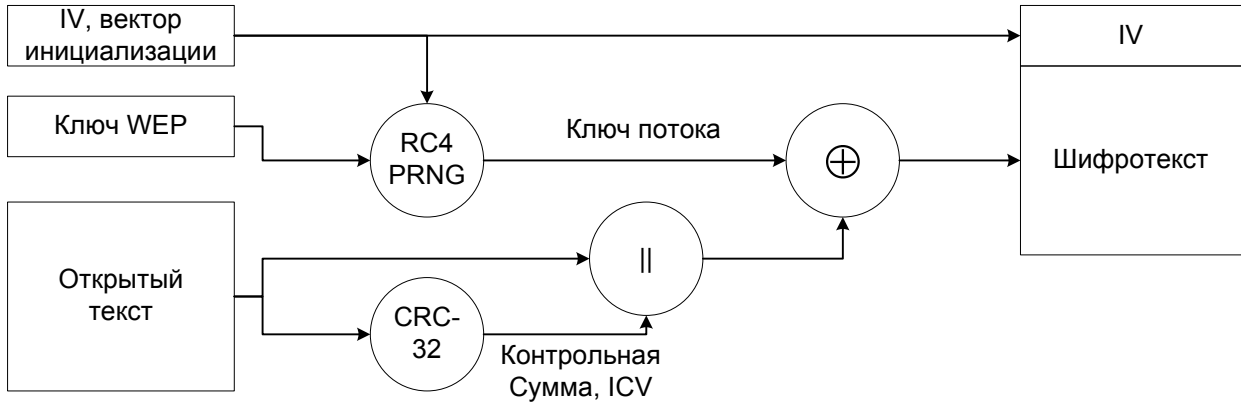 IV, вектор
инициализации
IV
Ключ WEP
RC4
PRNG
Ключ потока
⊕
Шифротекст
Открытый
текст
||
CRC-
32
Контрольная
Сумма, ICV